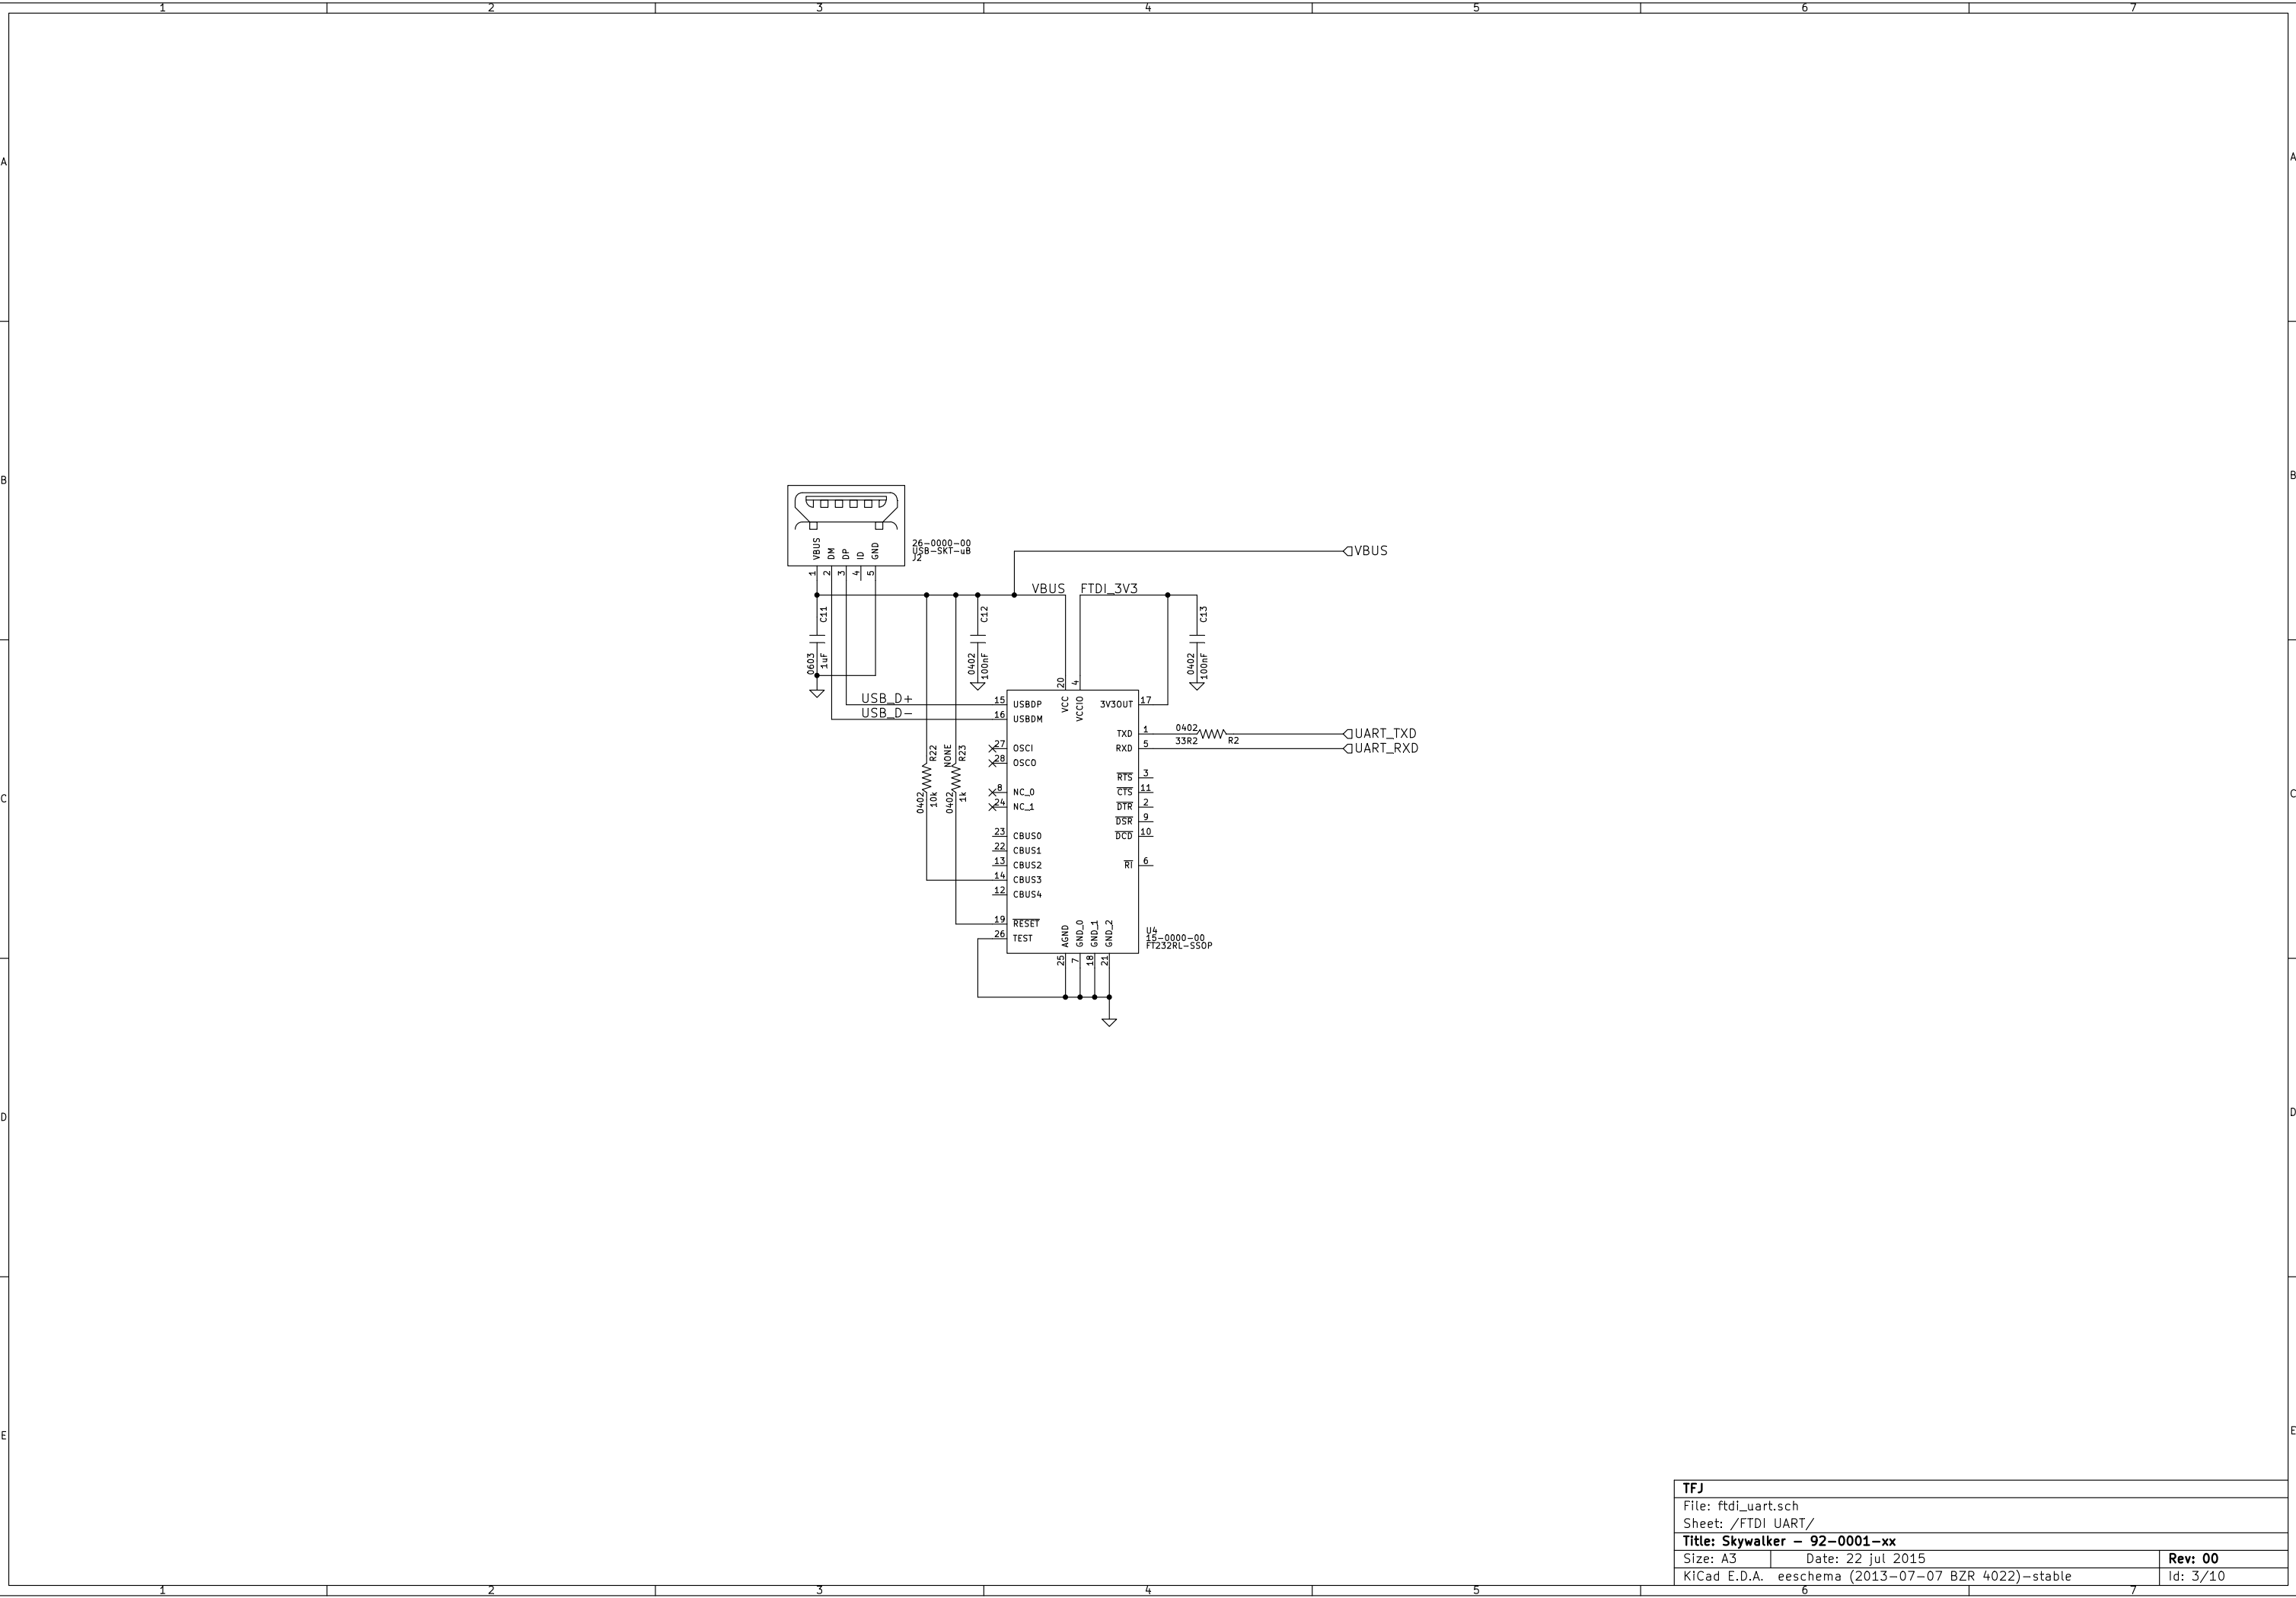 1 2 3 4 5 6 7
A A
B B
C C
D D
E E
VBUS
DM
DP
ID
GND
1
2
3
4
5
26-0000-00
USB-SKT-uB
J2
VBUS
VBUS
FTDI_3V3
C11
0603
1uF
C12
0402
100nF
C13
0402
100nF
USB_D+
USB_D-
R22
0402
10k
NONE
R23
0402
1k
20
VCC
4
VCCIO
15 USBDP
16 USBDM
27 OSCI
28 OSCO
8 NC_0
24 NC_1
23 CBUS0
22 CBUS1
13 CBUS2
14 CBUS3
12 CBUS4
19 RESET
26 TEST
3V3OUT 17
TXD 1
RXD 5
RTS 3
CTS 11
DTR 2
DSR 9
DCD 10
RI 6
AGND
GND_0
GND_1
GND_2
25
7
18
21
0402
33R2
R2
UART_TXD
UART_RXD
U4
15-0000-00
FT232RL-SSOP
TFJ
File: ftdi_uart.sch
Sheet: /FTDI UART/
Title: Skywalker - 92-0001-xx
Size: A3 Date: 22 jul 2015 Rev: 00
KiCad E.D.A. eeschema (2013-07-07 BZR 4022)-stable Id: 3/10
1 2 3 4 5 6 7